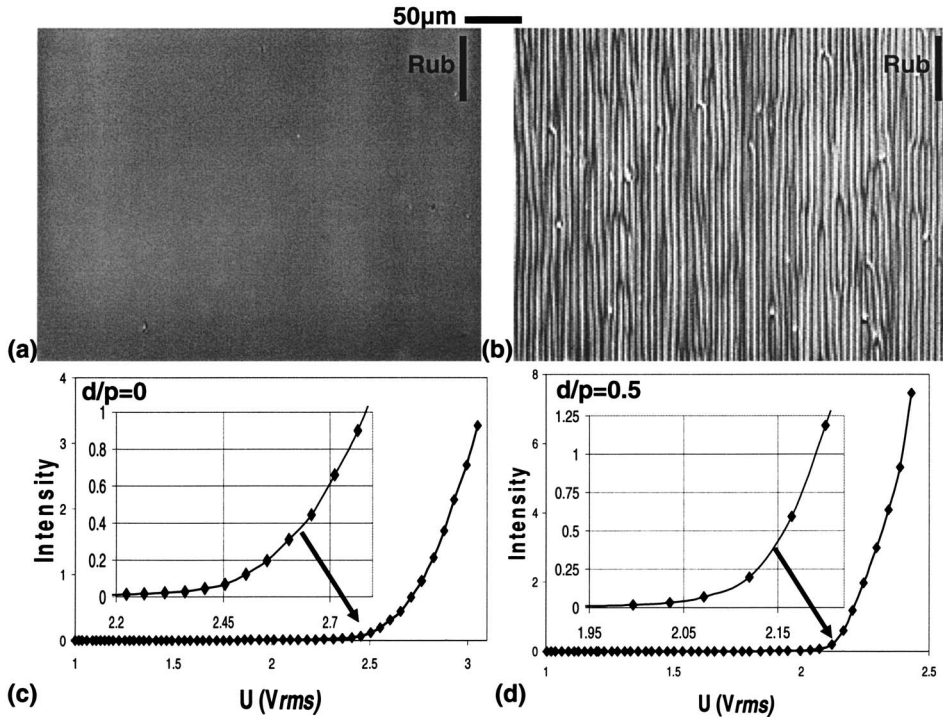 50μm
Rub
Rub
(a)
(b)
d/p=0
4
3
2
1
0
1
0.8
0.6
0.4
0.2
0
2.2
2.45
2.7
1
1.5
2
2.5
3
Intensity
U (Vrms)
(c)
d/p=0.5
8
6
4
2
0
1.25
1
0.75
0.5
0.25
0
1.95
2.05
2.15
1
1.5
2
2.5
Intensity
U (Vrms)
(d)